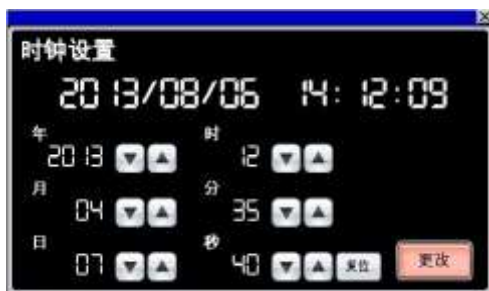 时钟设置
2013/08/06 14:12:09
年 时
2013 12
月 分
04 35
日 秒
07 40 复位 更改